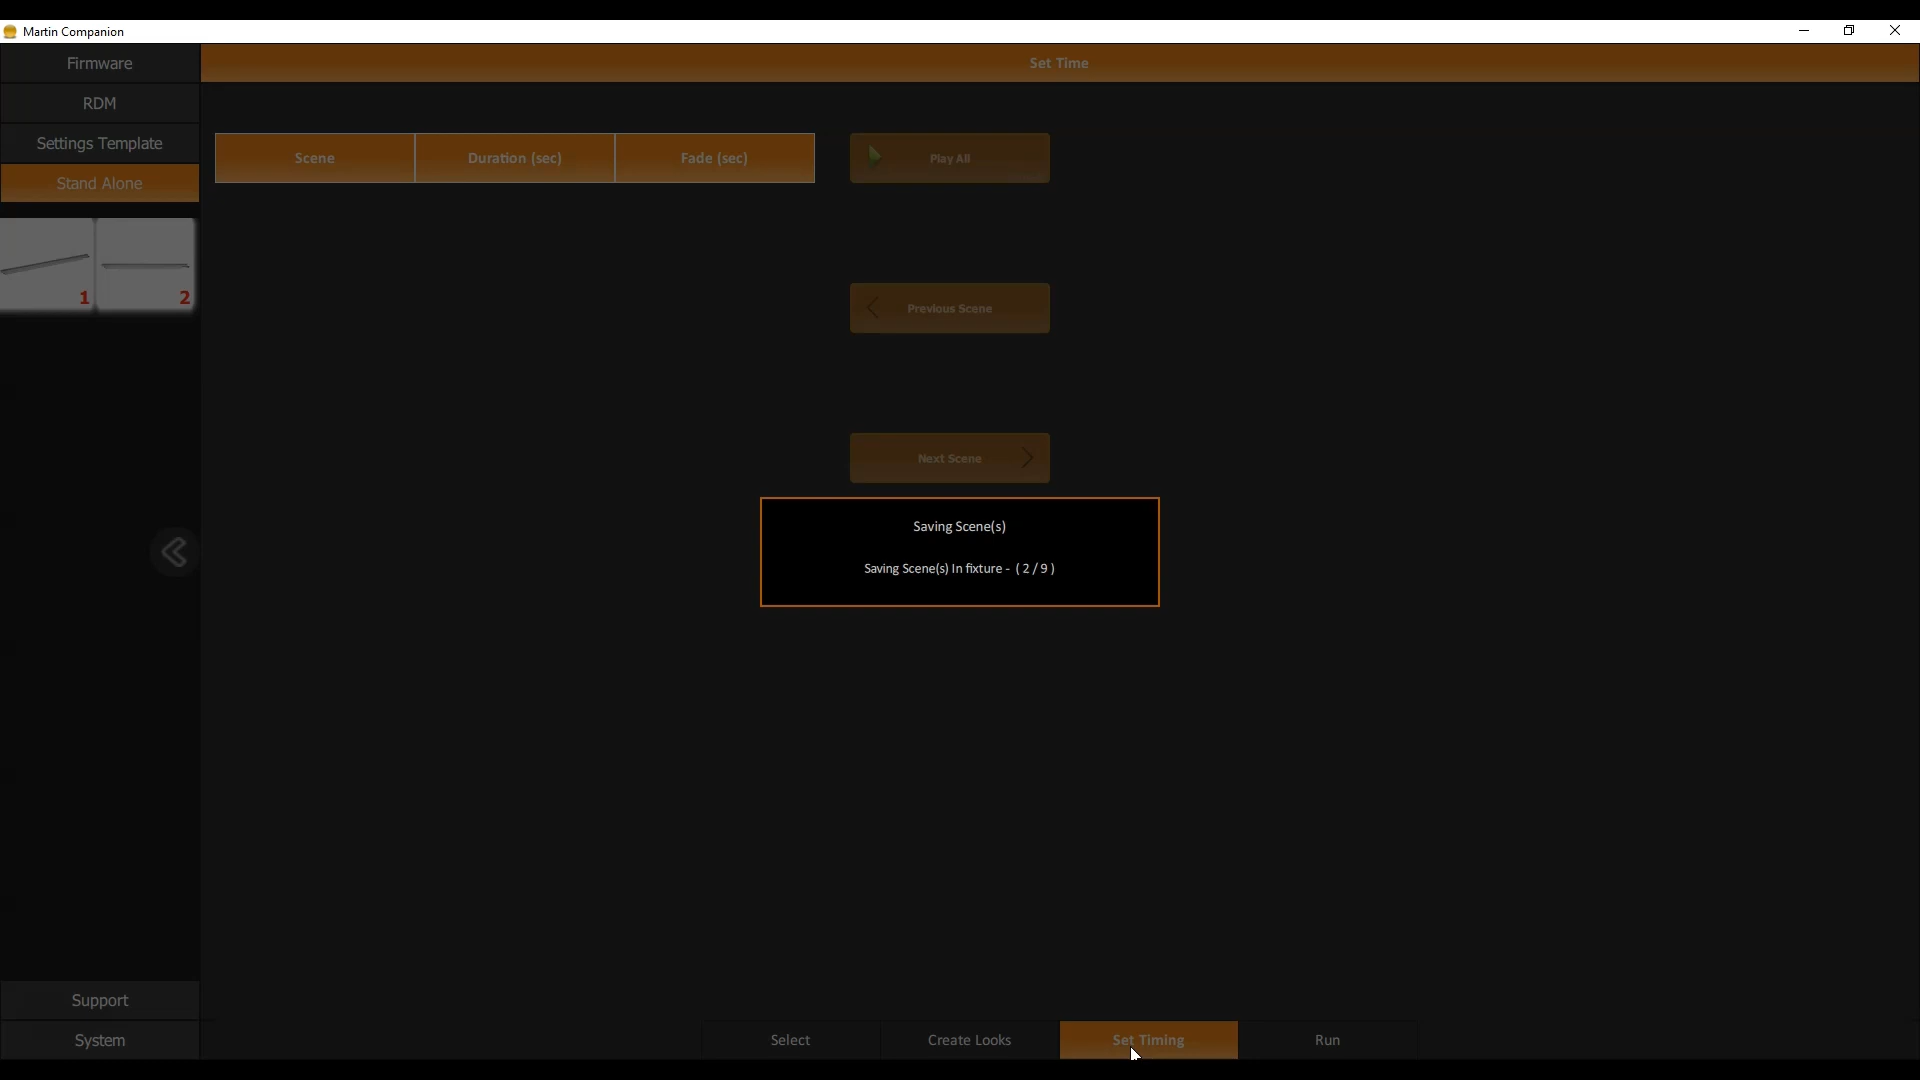 Martin Companion
Firmware
Set Time
RDM
Settings Template
Stand Alone
Scene
Duration (sec)
Fade (sec)
Play All
1
2
Previous Scene
Next Scene
Saving Scene(s)
Saving Scene(s) In fixture - ( 2 / 9 )
Support
System
Select
Create Looks
Set Timing
Run